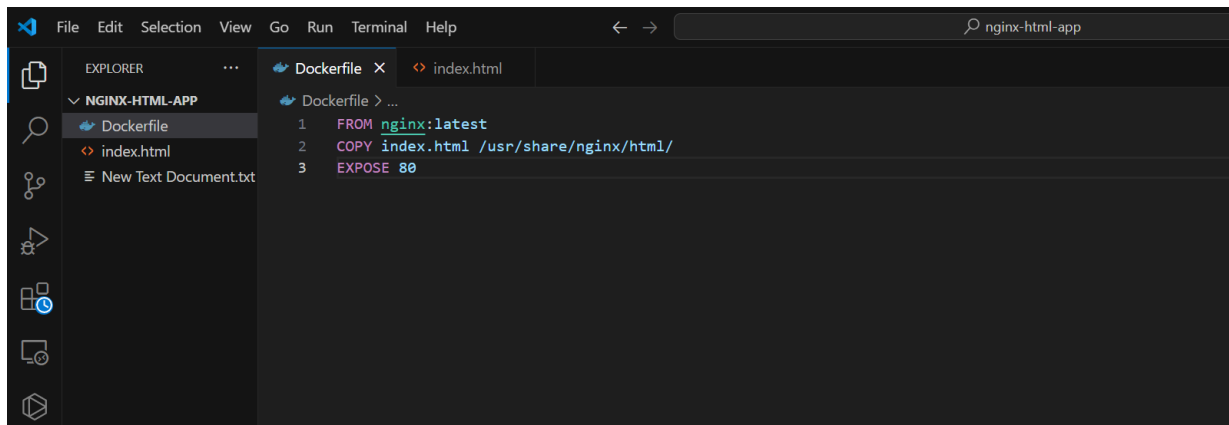 File Edit Selection View Go Run Terminal Help nginx-html-app
EXPLORER ... Dockerfile index.html
NGINX-HTML-APP
Dockerfile
index.html
New Text Document.txt
Dockerfile > ...
1 FROM nginx:latest
2 COPY index.html /usr/share/nginx/html/
3 EXPOSE 80